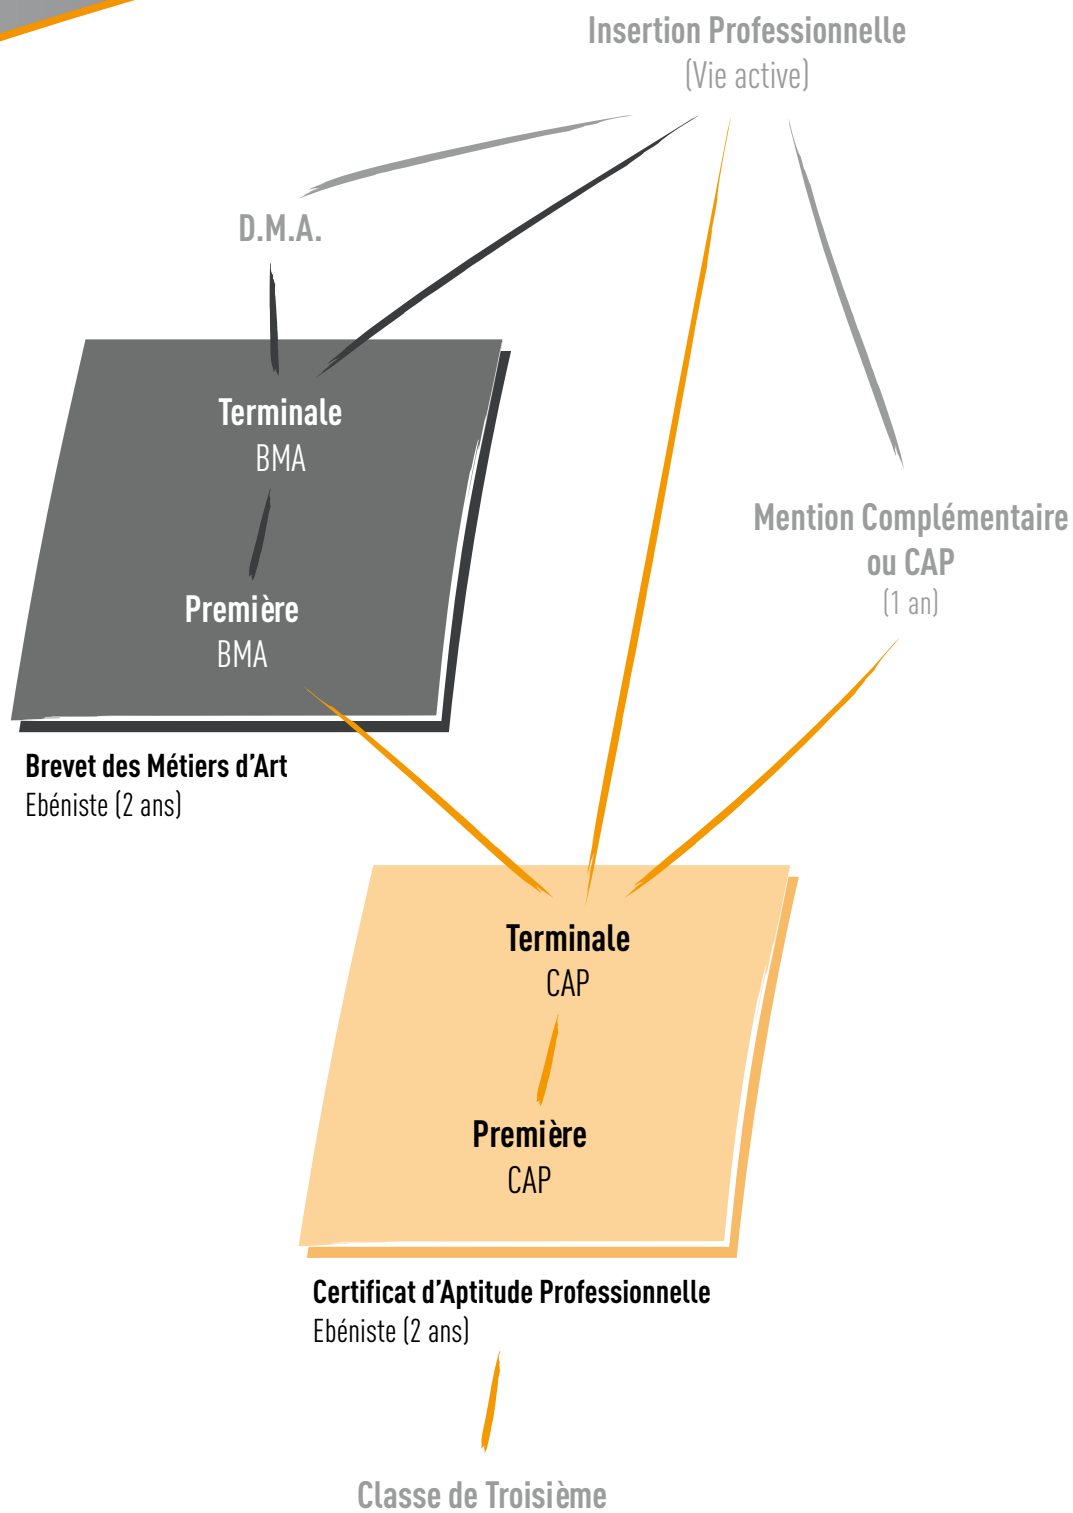 Insertion Professionnelle
(Vie active)
D.M.A.
Terminale
BMA
Première
BMA
Brevet des Métiers d'Art
Ebéniste (2 ans)
Mention Complémentaire
ou CAP
(1 an)
Terminale
CAP
Première
CAP
Certificat d'Aptitude Professionnelle
Ebéniste (2 ans)
Classe de Troisième